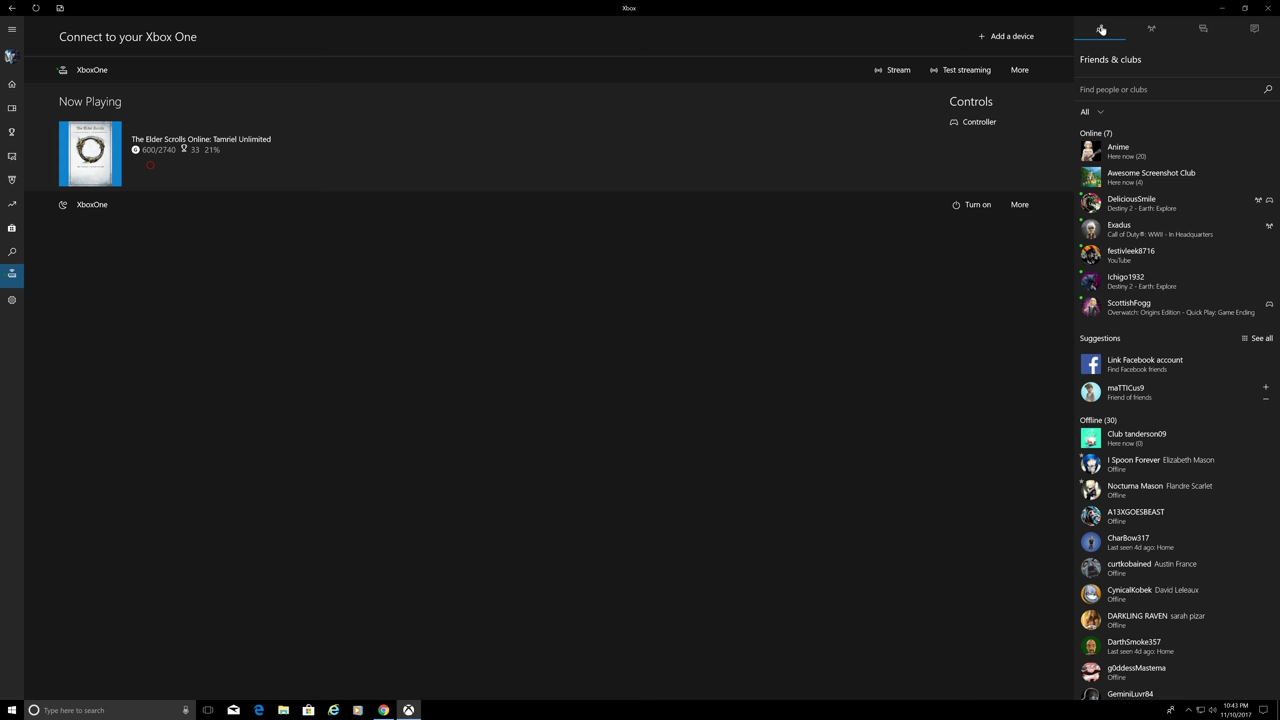 Xbox
Connect to your Xbox One
+ Add a device
XboxOne
Stream
Test streaming
More
Now Playing
The Elder Scrolls Online: Tamriel Unlimited
G 600/2740 33 21%
Controls
Controller
XboxOne
Turn on
More
Friends & clubs
Find people or clubs
All
Online (7)
Anime
Here now (20)
Awesome Screenshot Club
Here now (4)
DeliciousSmile
Destiny 2 - Earth: Explore
Exadus
Call of Duty®: WWII - In Headquarters
festivleek8716
YouTube
Ichigo1932
Destiny 2 - Earth: Explore
ScottishFogg
Overwatch: Origins Edition - Quick Play: Game Ending
Suggestions
See all
Link Facebook account
Find Facebook friends
maTTICus9
Friend of friends
Offline (30)
Club tanderson09
Here now (0)
I Spoon Forever Elizabeth Mason
Offline
Nocturna Mason Flandre Scarlet
Offline
A13XGOESBEAST
Offline
CharBow317
Last seen 4d ago: Home
curtkobained Austin France
Offline
CynicalKobek David Leleaux
Offline
DARKLING RAVEN sarah pizar
Offline
DarthSmoke357
Last seen 4d ago: Home
g0ddessMastema
Offline
GeminiLuvr84
Type here to search
10:43 PM
11/10/2017